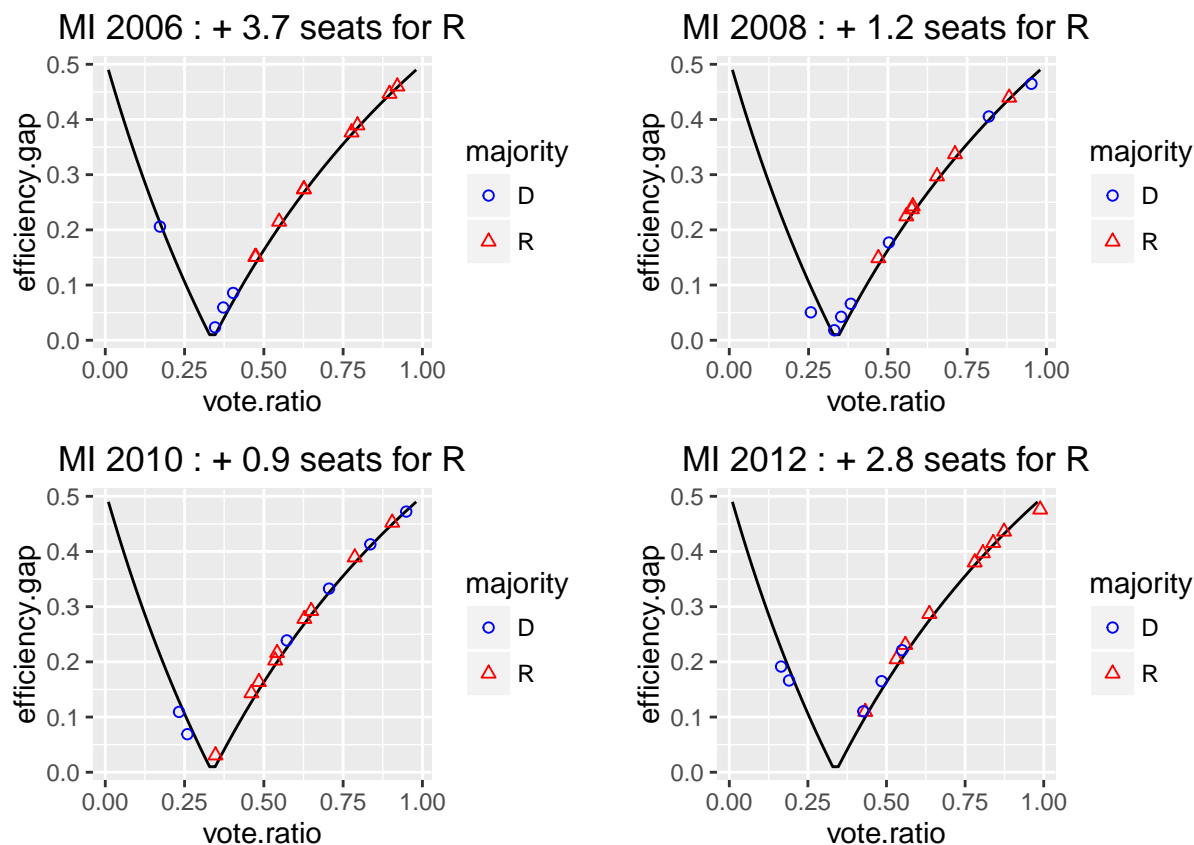 MI 2006 : + 3.7 seats for R
0.5
0.4
0.3
0.2
0.1
0.0
efficiency.gap
0.00 0.25 0.50 0.75 1.00
vote.ratio
majority
D
R
MI 2008 : + 1.2 seats for R
0.5
0.4
0.3
0.2
0.1
0.0
efficiency.gap
0.00 0.25 0.50 0.75 1.00
vote.ratio
majority
D
R
MI 2010 : + 0.9 seats for R
0.5
0.4
0.3
0.2
0.1
0.0
efficiency.gap
0.00 0.25 0.50 0.75 1.00
vote.ratio
majority
D
R
MI 2012 : + 2.8 seats for R
0.5
0.4
0.3
0.2
0.1
0.0
efficiency.gap
0.00 0.25 0.50 0.75 1.00
vote.ratio
majority
D
R